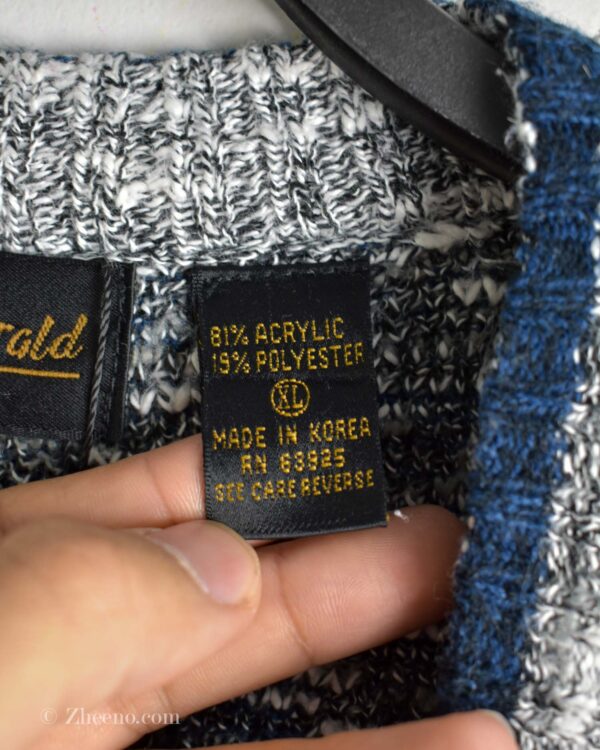 rald
81% ACRYLIC
19% POLYESTER
XL
MADE IN KOREA
RN 63925
SEE CARE REVERSE
© Zheeno.com